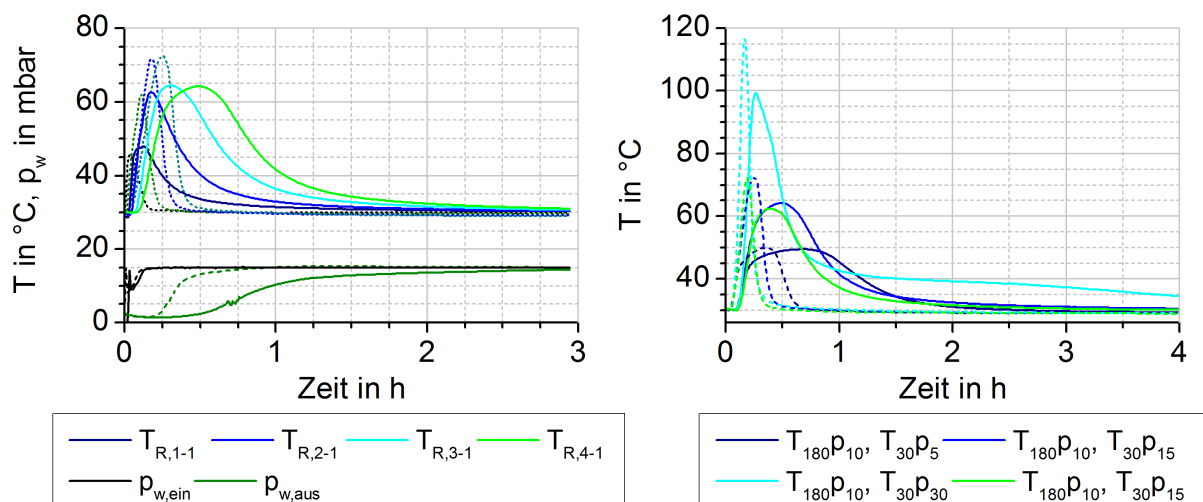 T in °C, p_w in mbar
80
60
40
20
0
0 1 2 3
Zeit in h
T_R,1-1 T_R,2-1 T_R,3-1 T_R,4-1
p_w,ein p_w,aus
T in °C
120
100
80
60
40
0 1 2 3 4
Zeit in h
T_180p_10, T_30p_5 T_180p_10, T_30p_15
T_180p_10, T_30p_30 T_180p_10, T_30p_15